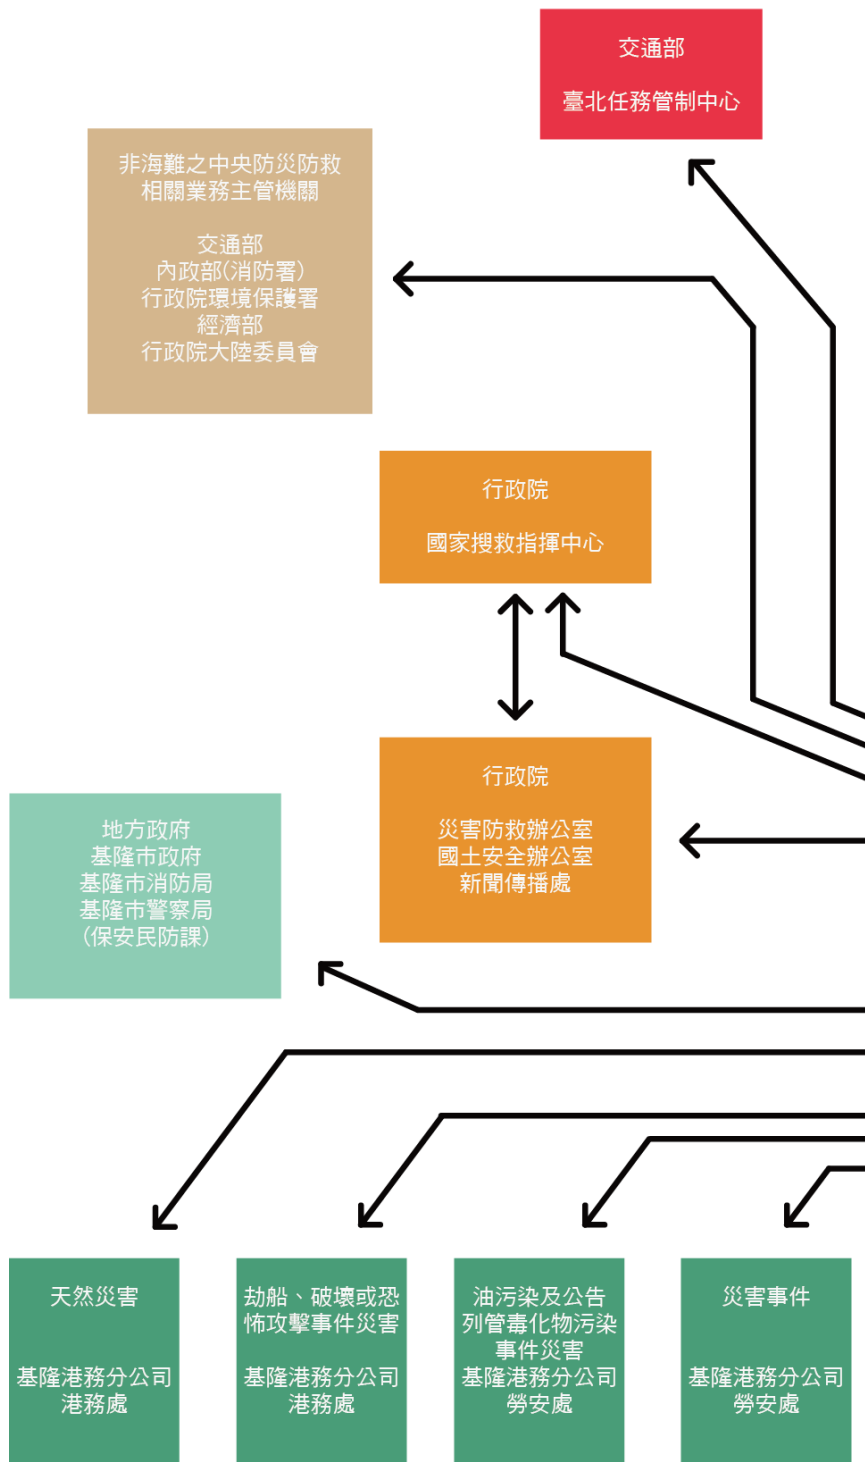 交通部
臺北任務管制中心
非海難之中央防災防救
相關業務主管機關
交通部
內政部(消防署)
行政院環境保護署
經濟部
行政院大陸委員會
行政院
國家搜救指揮中心
行政院
災害防救辦公室
國土安全辦公室
新聞傳播處
地方政府
基隆市政府
基隆市消防局
基隆市警察局
(保安民防課)
天然災害
基隆港務分公司
港務處
劫船、破壞或恐
怖攻擊事件災害
基隆港務分公司
港務處
油污染及公告
列管毒化物污染
事件災害
基隆港務分公司
勞安處
災害事件
基隆港務分公司
勞安處